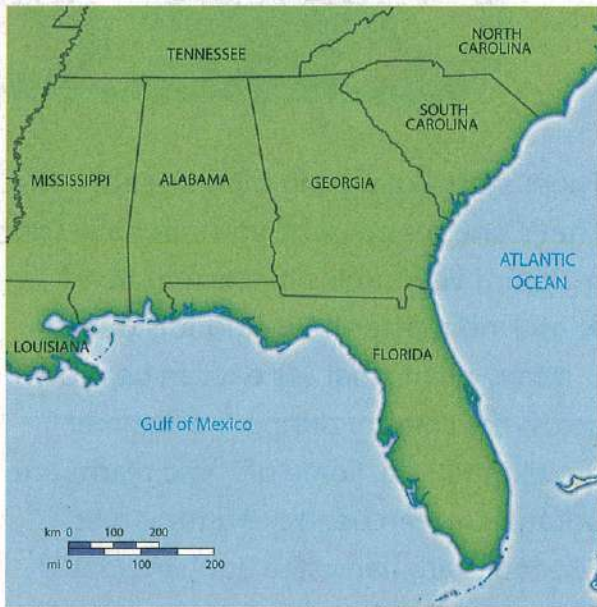 NORTH
CAROLINA
TENNESSEE
SOUTH
CAROLINA
MISSISSIPPI
ALABAMA
GEORGIA
ATLANTIC
OCEAN
LOUISIANA
FLORIDA
Gulf of Mexico
km 0 100 200
mi 0 100 200